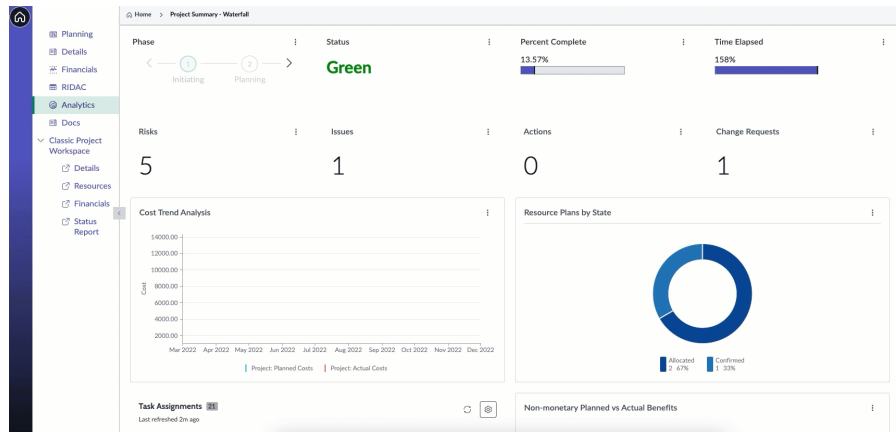 Home > Project Summary - Waterfall
Planning
Details
Financials
RIDAC
Analytics
Docs
Classic Project
Workspace
Details
Resources
Financials
Status
Report
Phase
1
Initiating
2
Planning
Status
Green
Percent Complete
13.57%
Time Elapsed
158%
Risks
5
Issues
1
Actions
0
Change Requests
1
Cost Trend Analysis
Cost
14000.00
12000.00
10000.00
8000.00
6000.00
4000.00
2000.00
Mar 2022 Apr 2022 May 2022 Jun 2022 Jul 2022 Aug 2022 Sep 2022 Oct 2022 Nov 2022 Dec 2022
Project: Planned Costs Project: Actual Costs
Resource Plans by State
Allocated
2 67%
Confirmed
1 33%
Task Assignments 21
Last refreshed 2m ago
Non-monetary Planned vs Actual Benefits